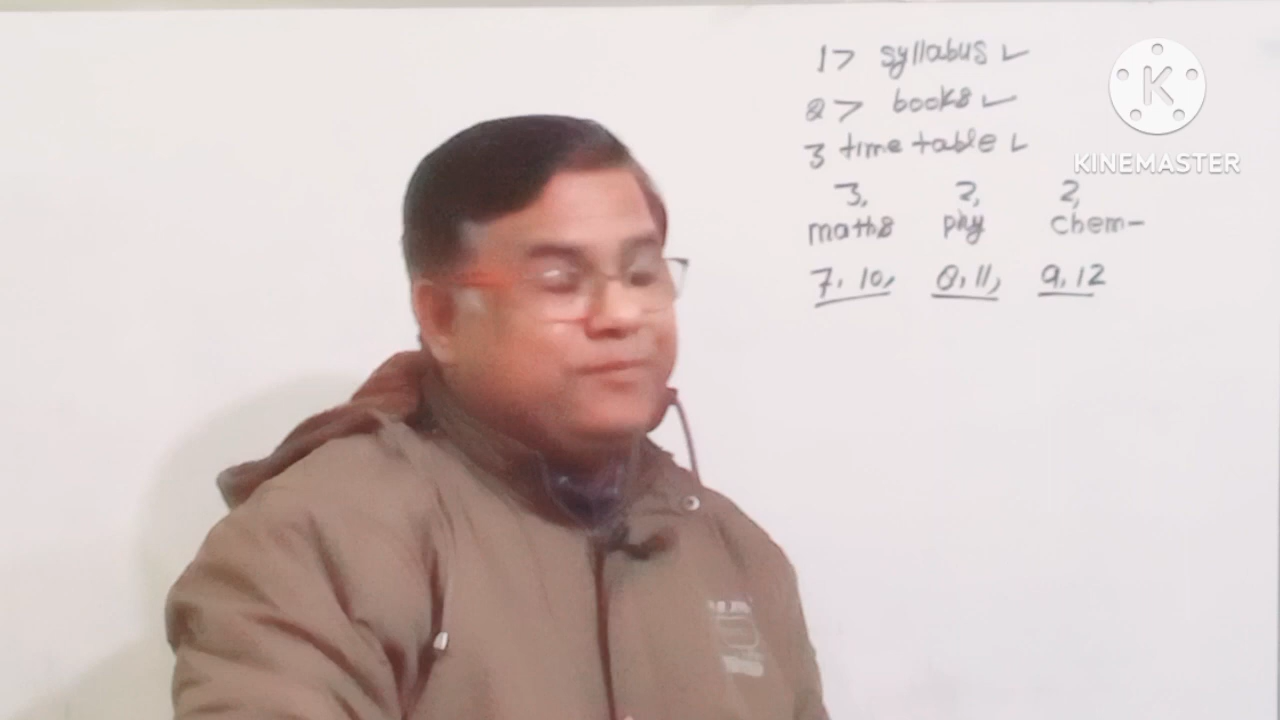 1> syllabus ✓
2> books ✓
3 time table ✓
3, 2, 2,
maths phy chem-
7, 10, 8, 11, 9, 12
KINEMASTER